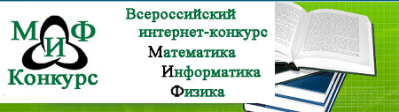 МИФ
Конкурс
Всероссийский
интернет-конкурс
Математика
Информатика
Физика